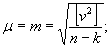 μ = m = √([v²]/(n − k));